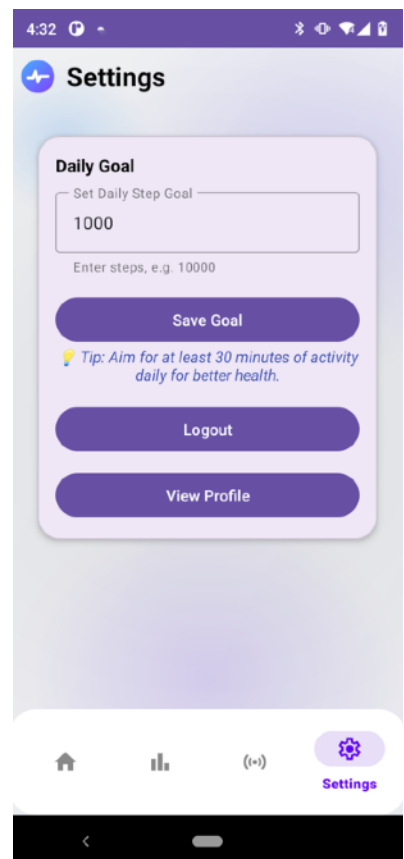 4:32
Settings
Daily Goal
Set Daily Step Goal
1000
Enter steps, e.g. 10000
Save Goal
💡 Tip: Aim for at least 30 minutes of activity
daily for better health.
Logout
View Profile
Settings